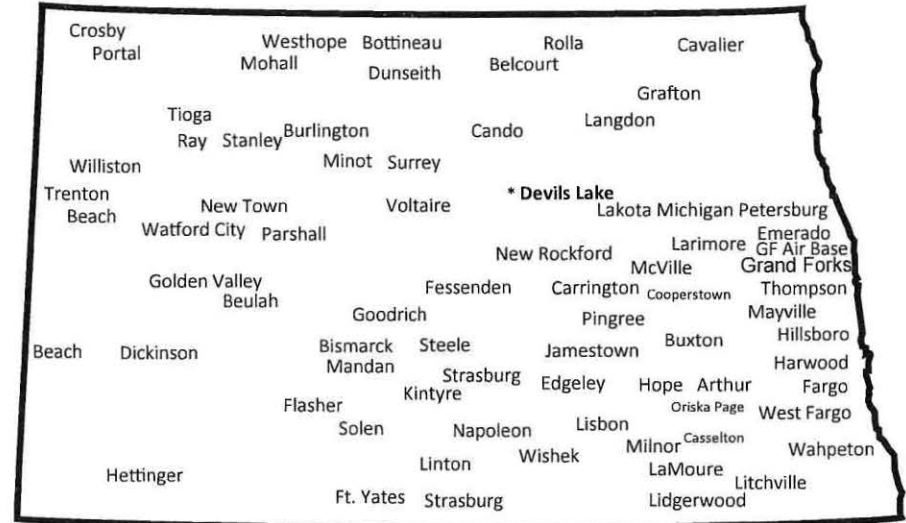 Crosby
Portal
Westhope Bottineau
Mohall
Dunseith
Rolla
Belcourt
Cavalier
Grafton
Langdon
Tioga
Ray Stanley Burlington
Cando
Minot Surrey
Williston
Trenton
Beach
* Devils Lake
New Town
Voltaire
Lakota Michigan Petersburg
Watford City Parshall
Emerado
Larimore GF Air Base
New Rockford
McVille Grand Forks
Golden Valley
Beulah
Fessenden Carrington Cooperstown Thompson
Goodrich
Pingree
Mayville
Hillsboro
Buxton
Beach Dickinson
Bismarck Steele
Mandan
Jamestown
Harwood
Strasburg
Kintyre
Edgeley Hope Arthur Fargo
Flasher
Oriska Page West Fargo
Solen Napoleon Lisbon
Milnor Casselton
Wahpeton
Linton Wishek
LaMoure
Hettinger
Litchville
Ft. Yates Strasburg
Lidgerwood